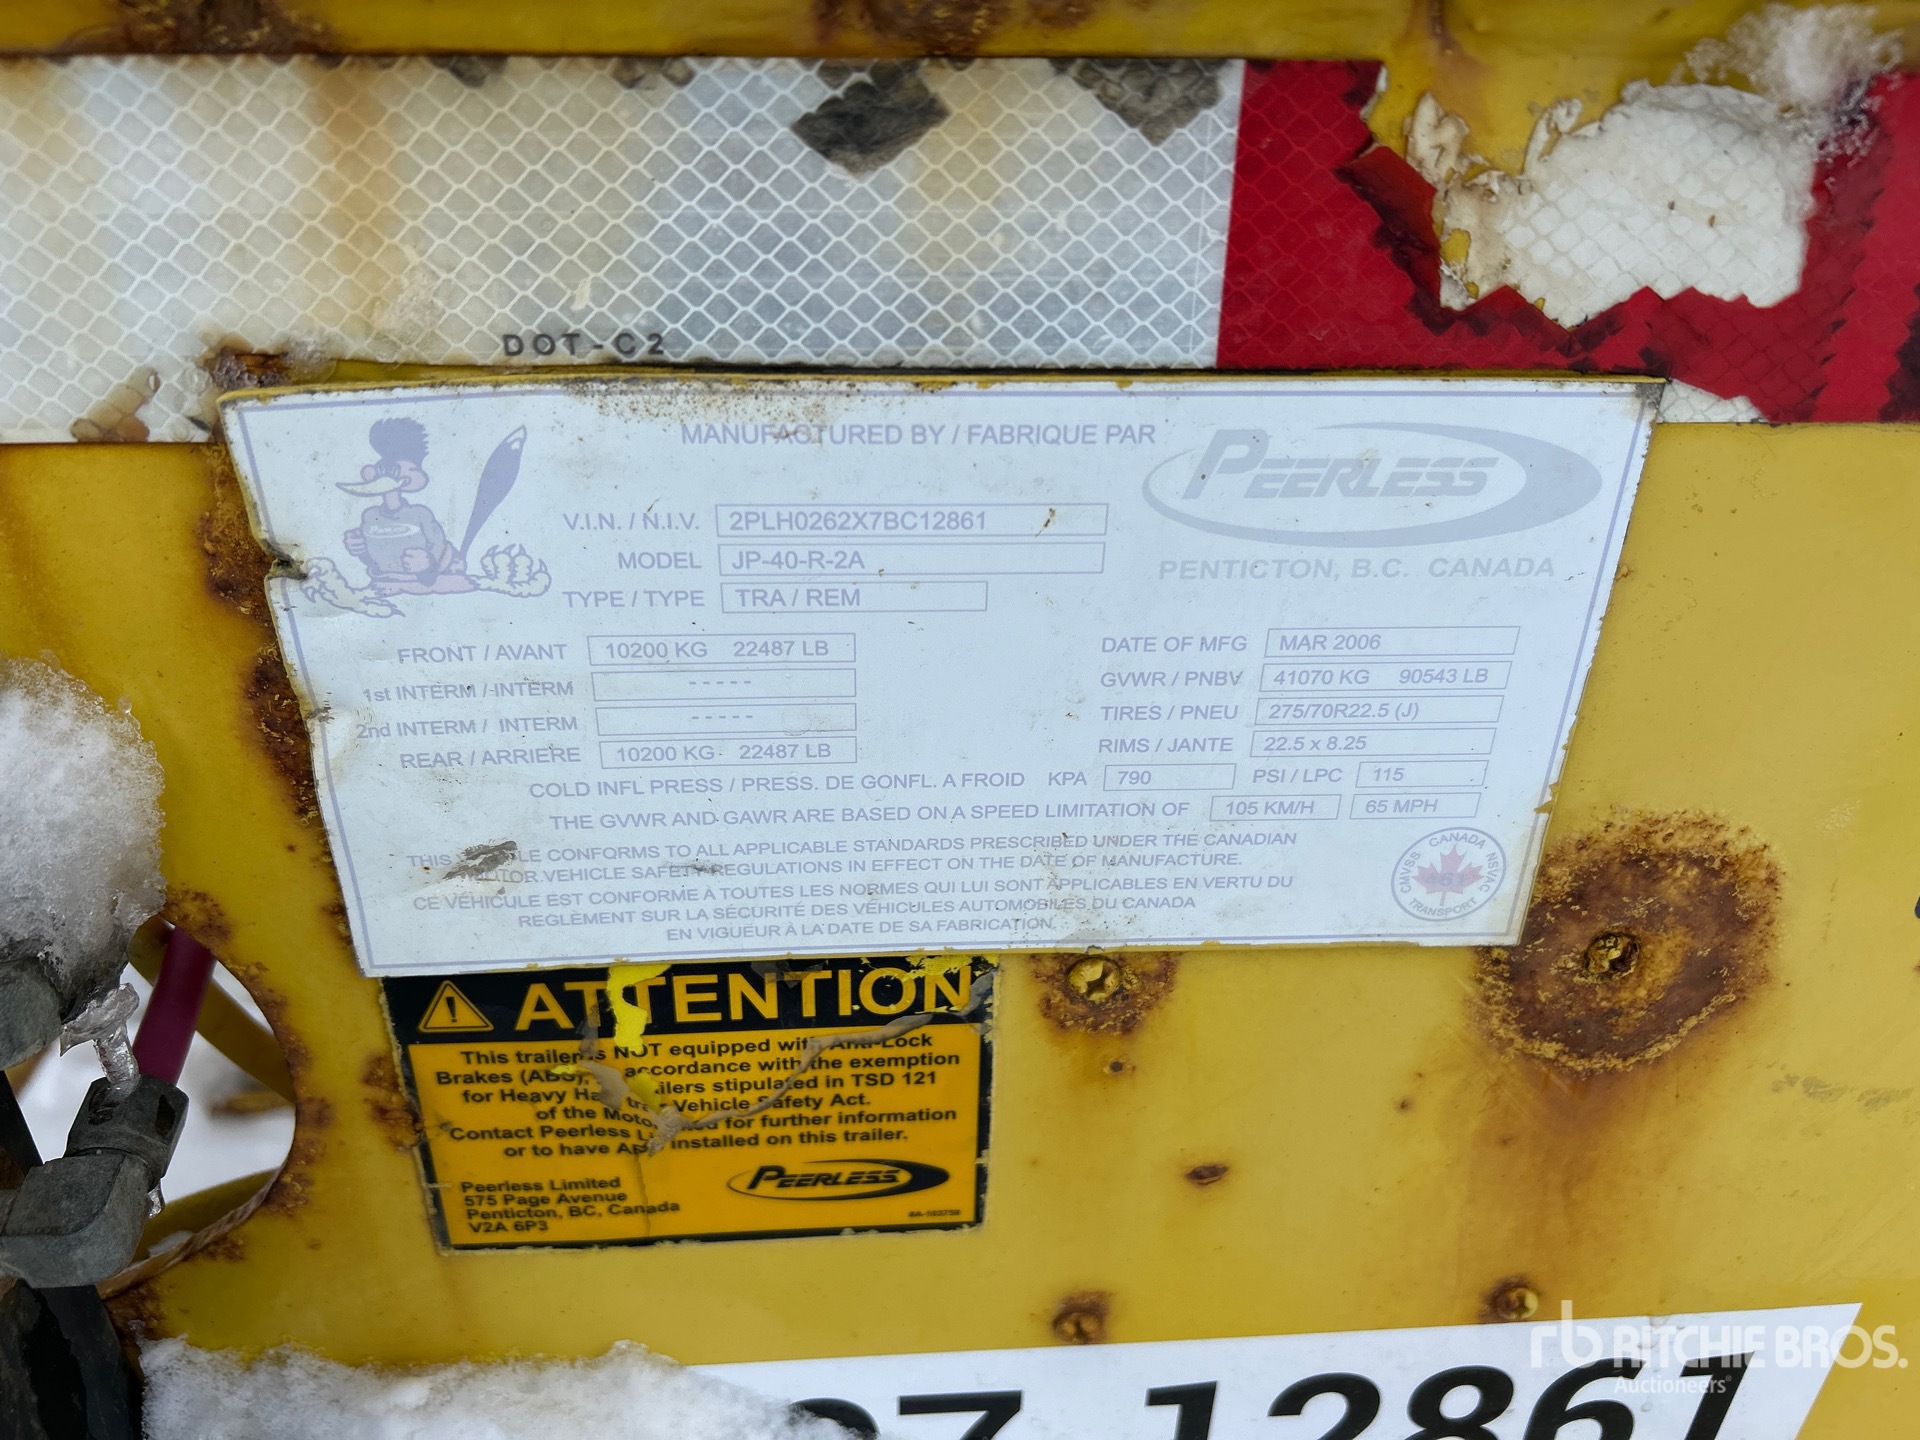 DOT-C2
MANUFACTURED BY / FABRIQUE PAR
PEERLESS
PENTICTON, B.C. CANADA
V.I.N. / N.I.V. 2PLH0262X7BC12861
MODEL JP-40-R-2A
TYPE / TYPE TRA / REM
FRONT / AVANT 10200 KG 22487 LB
1st INTERM / INTERM - - - - -
2nd INTERM / INTERM - - - - -
REAR / ARRIERE 10200 KG 22487 LB
DATE OF MFG MAR 2006
GVWR / PNBV 41070 KG 90543 LB
TIRES / PNEU 275/70R22.5 (J)
RIMS / JANTE 22.5 x 8.25
COLD INFL PRESS / PRESS. DE GONFL. A FROID KPA 790 PSI / LPC 115
THE GVWR AND GAWR ARE BASED ON A SPEED LIMITATION OF 105 KM/H 65 MPH
THIS CONFORMS TO ALL APPLICABLE STANDARDS PRESCRIBED UNDER THE CANADIAN
MOTOR VEHICLE SAFETY REGULATIONS IN EFFECT ON THE DATE OF MANUFACTURE.
CE VÉHICULE EST CONFORME À TOUTES LES NORMES QUI LUI SONT APPLICABLES EN VERTU DU
REGLEMENT SUR LA SÉCURITÉ DES VÉHICULES AUTOMOBILES DU CANADA
EN VIGUEUR À LA DATE DE SA FABRICATION
CANADA
CMVSS NSVAC
TRANSPORT
ATTENTION
This trailer is NOT equipped with Anti-Lock
Brakes (ABS), accordance with the exemption
for Heavy stipulated in TSD 121
of the Vehicle Safety Act.
Contact Peerless for further information
or to have installed on this trailer.
Peerless Limited
575 Page Avenue
Penticton, BC, Canada
V2A 6P3
PEERLESS
7-12861
rb RITCHIE BROS.
Auctioneers®